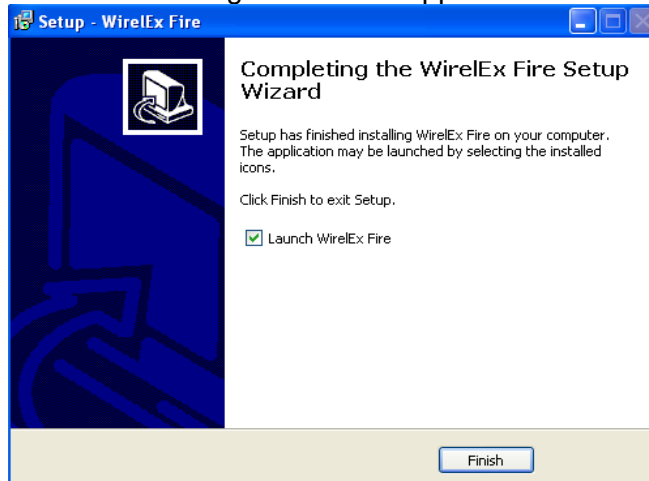 Setup - WirelEx Fire
Completing the WirelEx Fire Setup
Wizard
Setup has finished installing WirelEx Fire on your computer.
The application may be launched by selecting the installed
icons.
Click Finish to exit Setup.
Launch WirelEx Fire
Finish